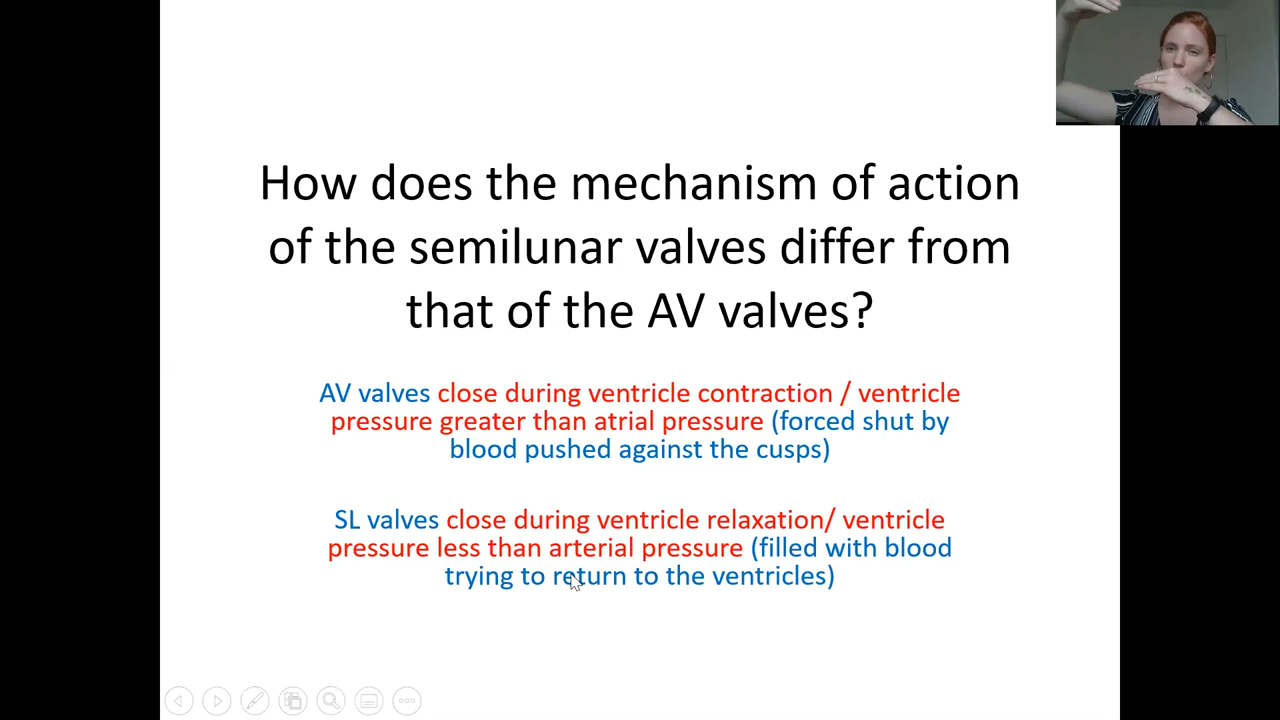 How does the mechanism of action
of the semilunar valves differ from
that of the AV valves?
AV valves close during ventricle contraction / ventricle
pressure greater than atrial pressure (forced shut by
blood pushed against the cusps)
SL valves close during ventricle relaxation/ ventricle
pressure less than arterial pressure (filled with blood
trying to return to the ventricles)